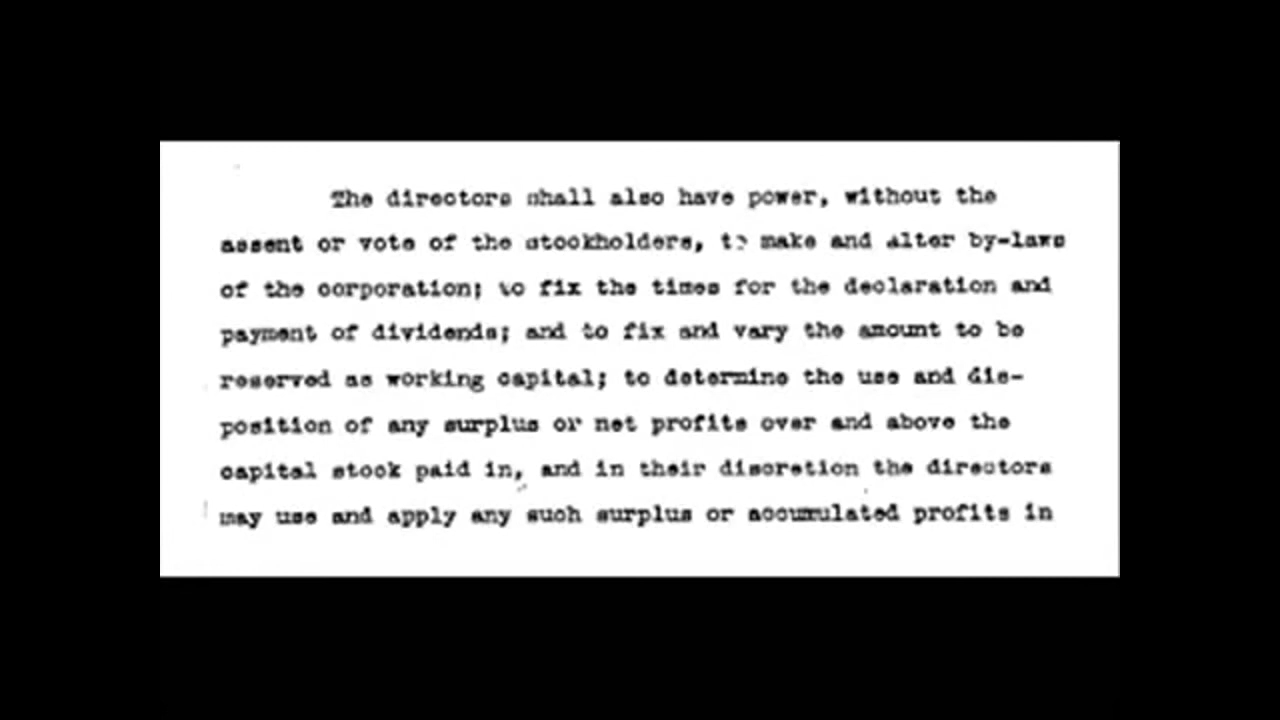 The directors shall also have power, without the
assent or vote of the stockholders, to make and alter by-laws
of the corporation; to fix the times for the declaration and
payment of dividends; and to fix and vary the amount to be
reserved as working capital; to determine the use and dis-
position of any surplus or net profits over and above the
capital stock paid in, and in their discretion the directors
may use and apply any such surplus or accumulated profits in